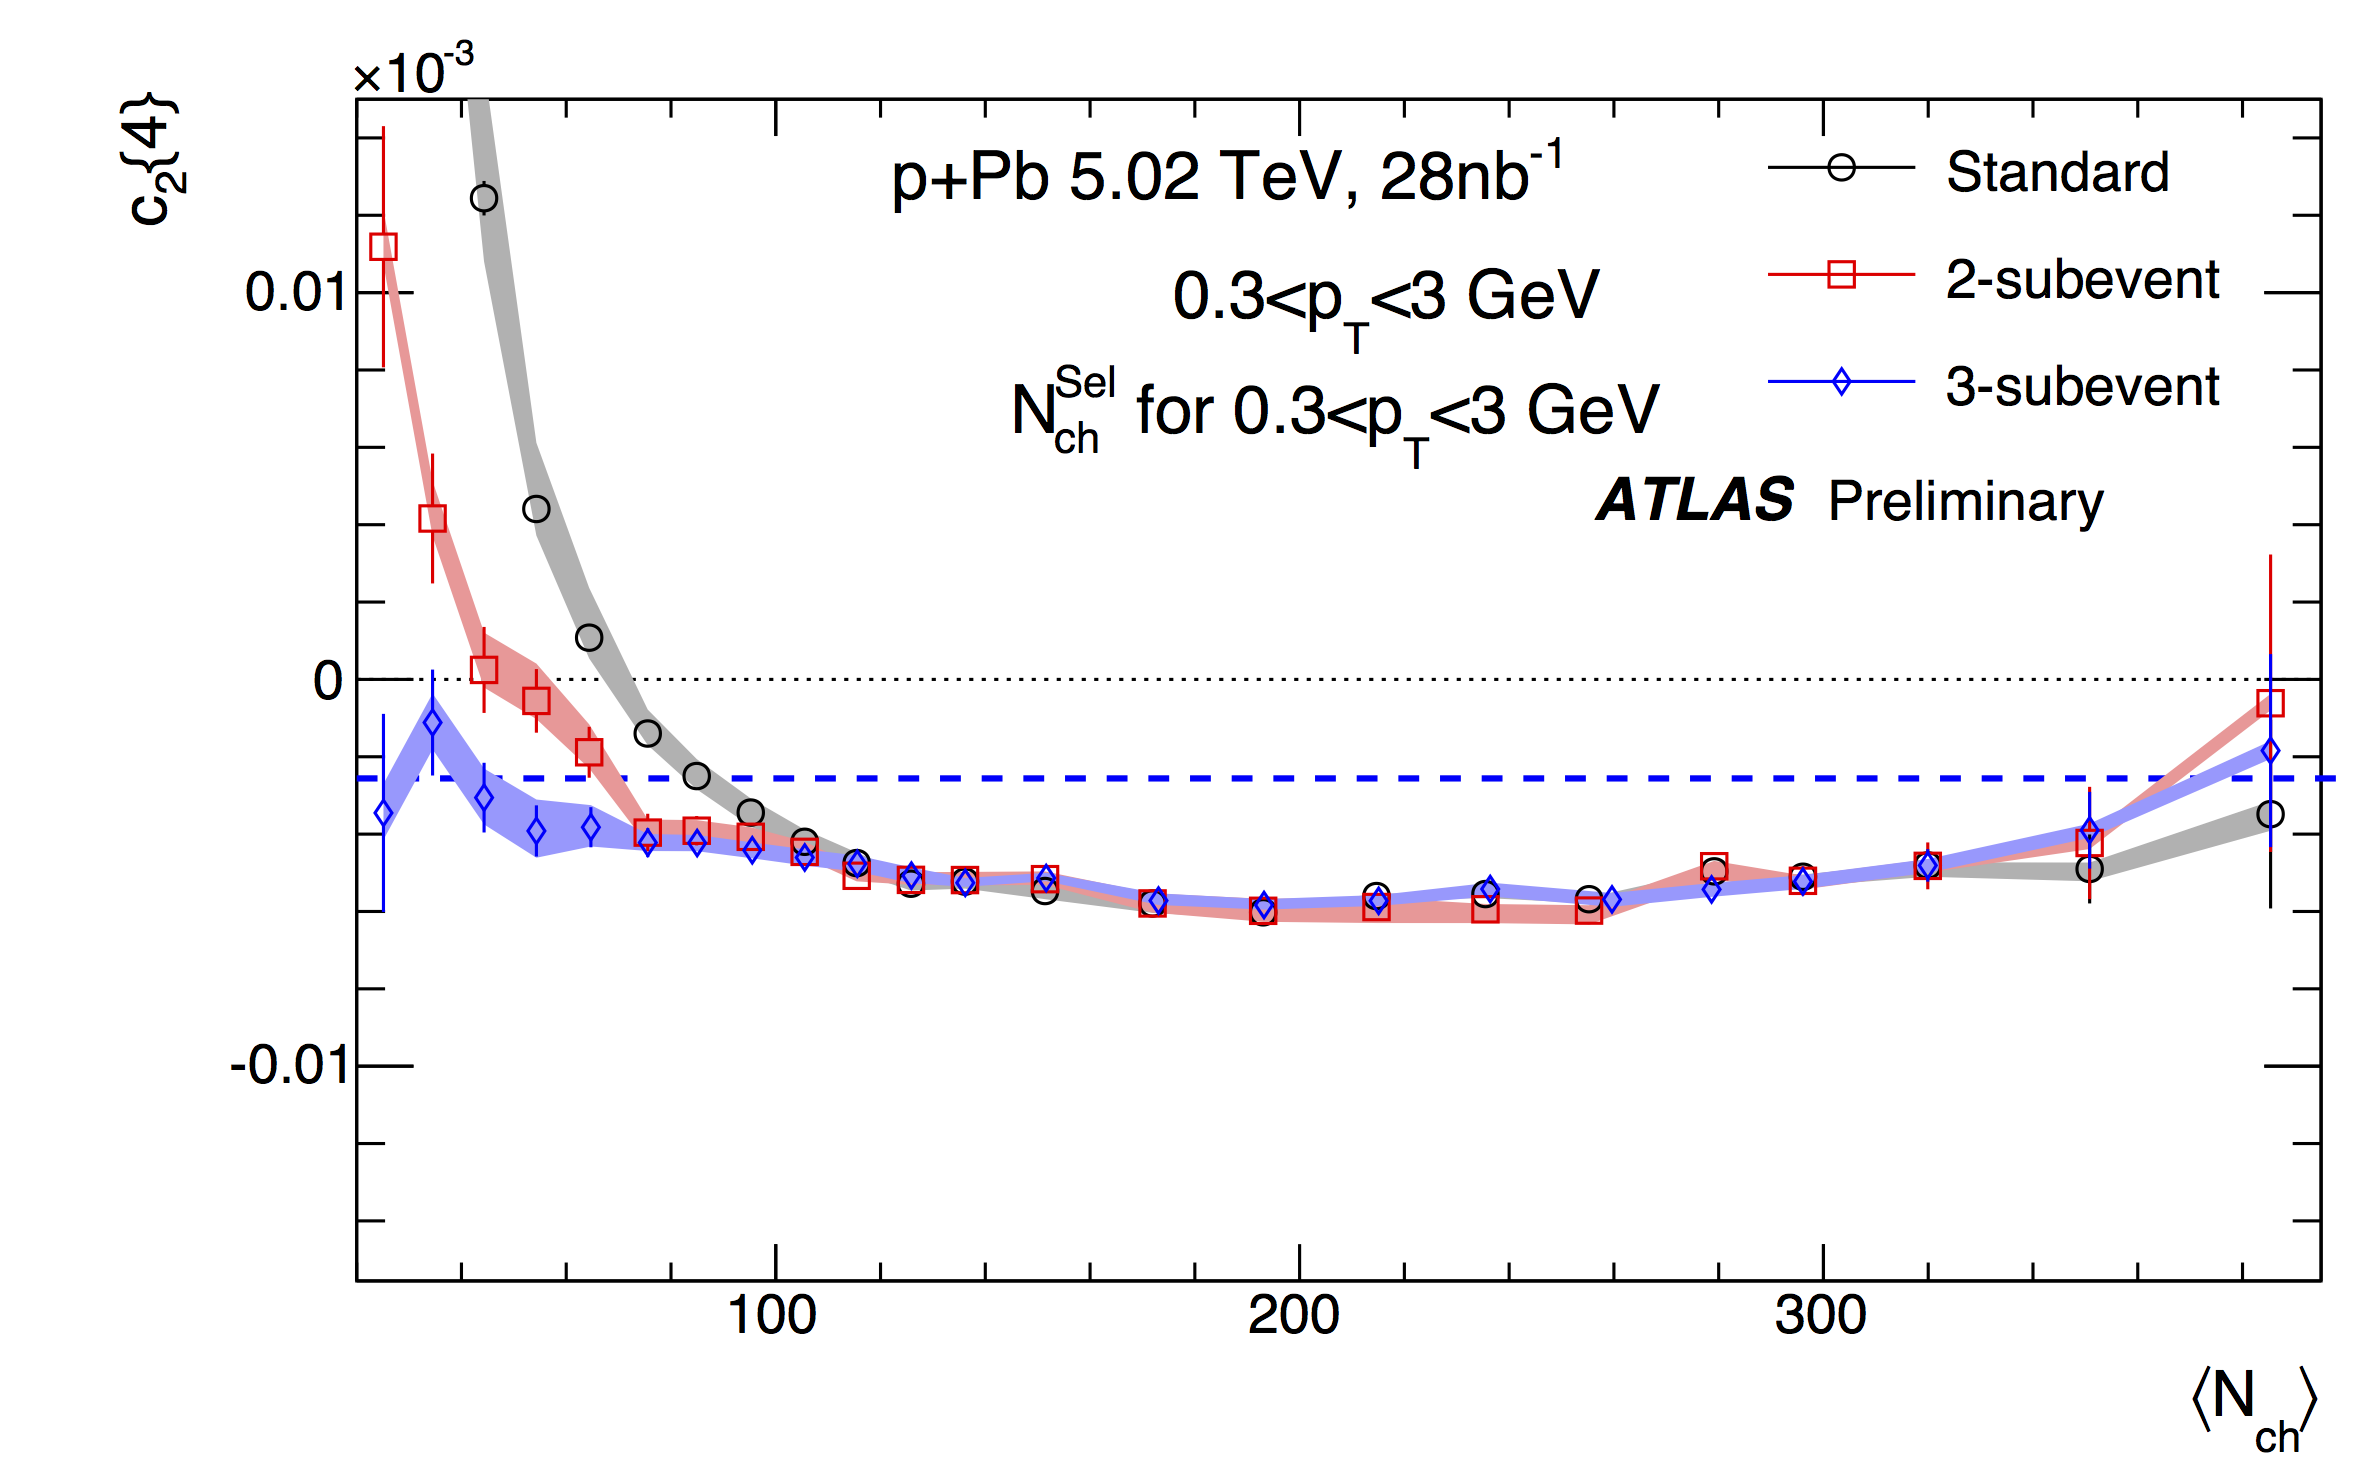 ×10⁻³
c₂{4}
p+Pb 5.02 TeV, 28nb⁻¹
0.3<p_T<3 GeV
N_ch^Sel for 0.3<p_T<3 GeV
ATLAS Preliminary
Standard
2-subevent
3-subevent
0.01
0
-0.01
100 200 300
⟨N_ch⟩